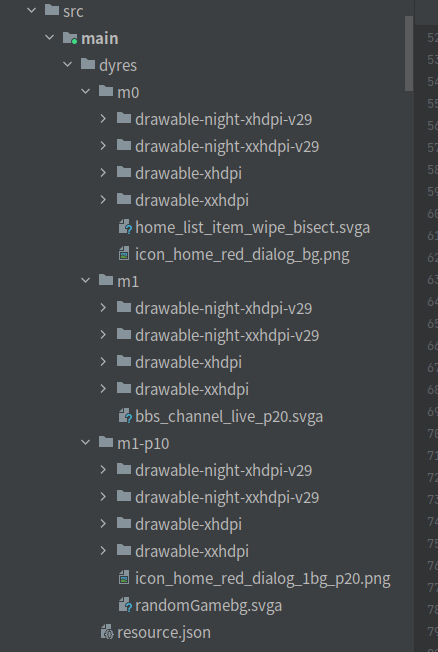 src
main
dyres
m0
drawable-night-xhdpi-v29
drawable-night-xxhdpi-v29
drawable-xhdpi
drawable-xxhdpi
home_list_item_wipe_bisect.svga
icon_home_red_dialog_bg.png
m1
drawable-night-xhdpi-v29
drawable-night-xxhdpi-v29
drawable-xhdpi
drawable-xxhdpi
bbs_channel_live_p20.svga
m1-p10
drawable-night-xhdpi-v29
drawable-night-xxhdpi-v29
drawable-xhdpi
drawable-xxhdpi
icon_home_red_dialog_1bg_p20.png
randomGamebg.svga
resource.json